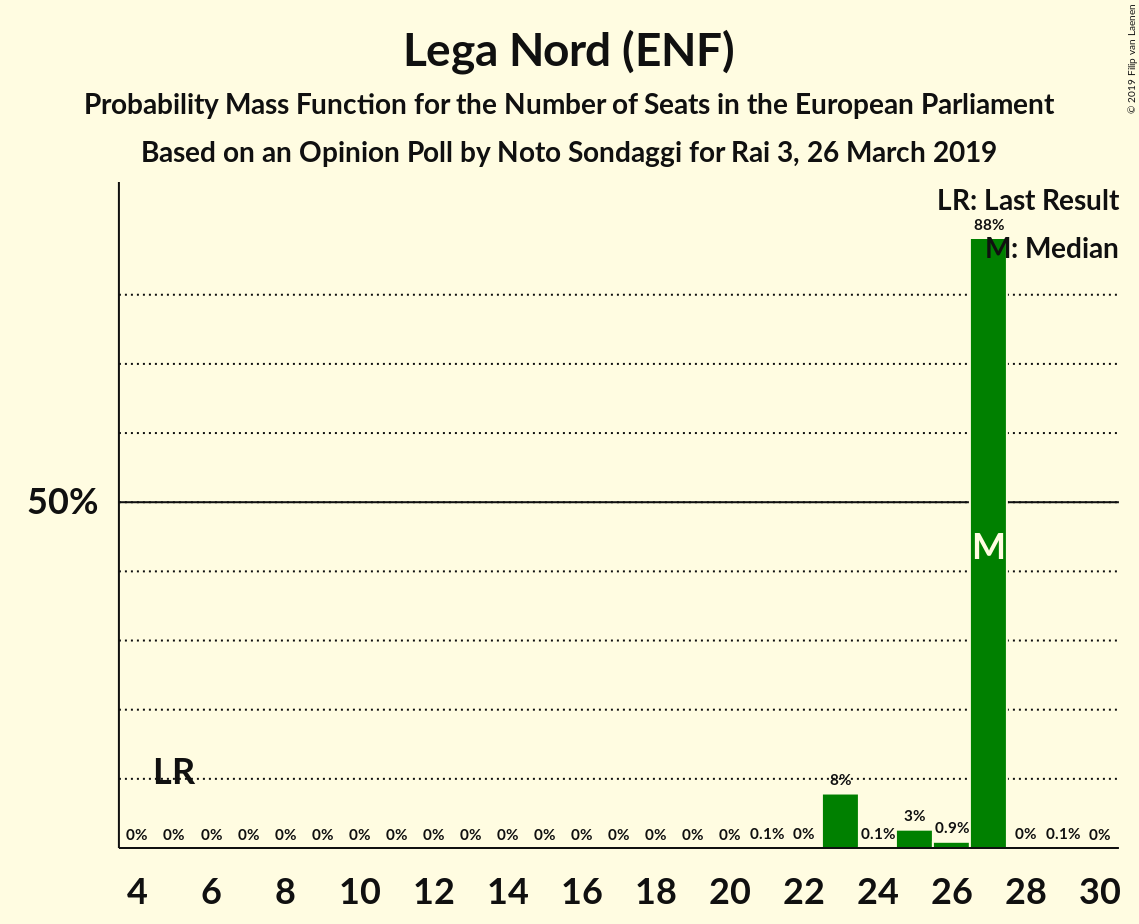 Lega Nord (ENF)
Probability Mass Function for the Number of Seats in the European Parliament
Based on an Opinion Poll by Noto Sondaggi for Rai 3, 26 March 2019
© 2019 Filip van Laenen
LR: Last Result
88%
M: Median
50%
M
LR
8%
3%
0% 0% 0% 0% 0% 0% 0% 0% 0% 0% 0% 0% 0% 0% 0% 0% 0% 0.1% 0% 0.1% 0.9% 0% 0.1% 0%
4 6 8 10 12 14 16 18 20 22 24 26 28 30